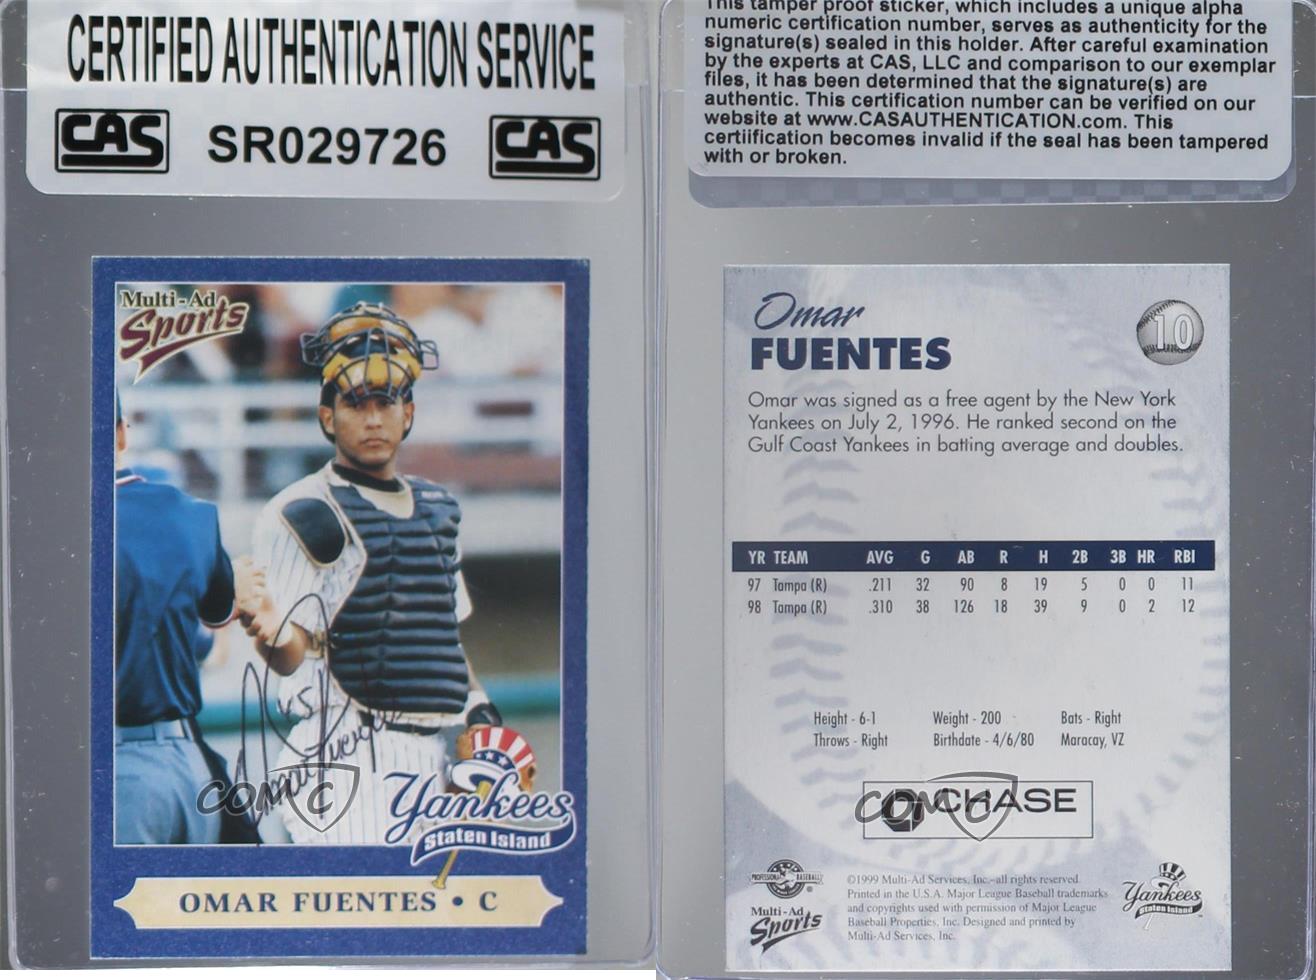 CERTIFIED AUTHENTICATION SERVICE
CAS SR029726 CAS
Multi-Ad
Sports
45
Omar Fuentes
Yankees
Staten Island
OMAR FUENTES • C
COMC
This tamper proof sticker, which includes a unique alpha
numeric certification number, serves as authenticity for the
signature(s) sealed in this holder. After careful examination
by the experts at CAS, LLC and comparison to our exemplar
files, it has been determined that the signature(s) are
authentic. This certification number can be verified on our
website at www.CASAUTHENTICATION.com. This
certiification becomes invalid if the seal has been tampered
with or broken.
Omar
FUENTES
10
Omar was signed as a free agent by the New York
Yankees on July 2, 1996. He ranked second on the
Gulf Coast Yankees in batting average and doubles.
YR TEAM AVG G AB R H 2B 3B HR RBI
97 Tampa (R) .211 32 90 8 19 5 0 0 11
98 Tampa (R) .310 38 126 18 39 9 0 2 12
Height - 6-1 Weight - 200 Bats - Right
Throws - Right Birthdate - 4/6/80 Maracay, VZ
CHASE
COMC
PROFESSIONAL BASEBALL
©1999 Multi-Ad Services, Inc.-all rights reserved.
Printed in the U.S.A. Major League Baseball trademarks
and copyrights used with permission of Major League
Baseball Properties, Inc. Designed and printed by
Multi-Ad Services, Inc.
Multi-Ad
Sports
Yankees
Staten Island